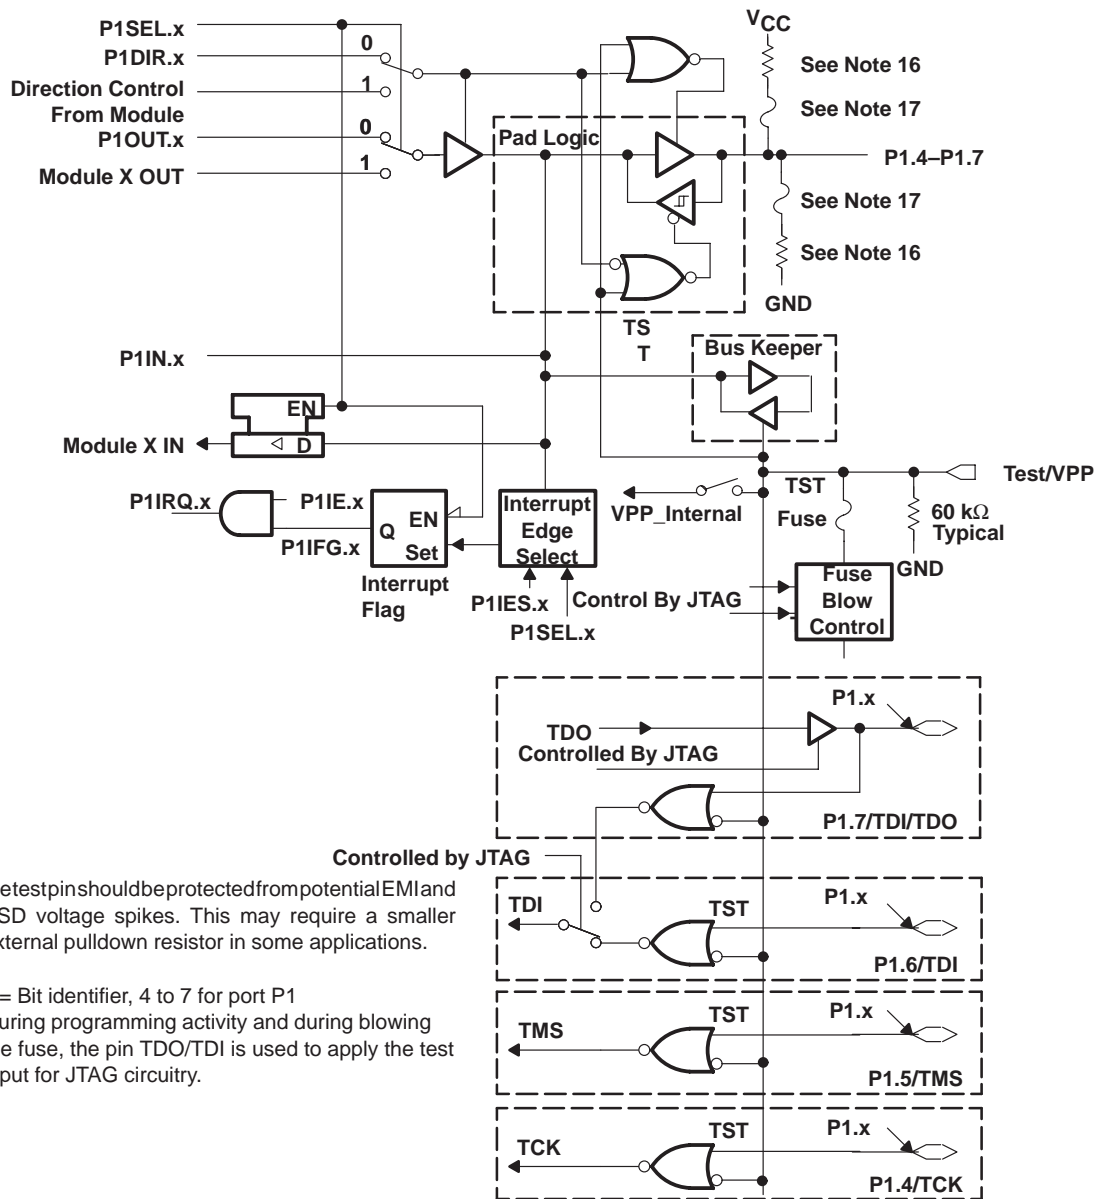 P1SEL.x
P1DIR.x
0
Direction Control
From Module
1
P1OUT.x
0
Module X OUT
1
Pad Logic
VCC
See Note 16
See Note 17
P1.4–P1.7
See Note 17
See Note 16
GND
TS
T
P1IN.x
Bus Keeper
EN
Module X IN
D
P1IRQ.x
P1IE.x
P1IFG.x
Q
EN
Set
Interrupt
Flag
Interrupt
Edge
Select
P1IES.x
P1SEL.x
VPP_Internal
TST
Fuse
Test/VPP
60 kΩ
Typical
GND
Control By JTAG
Fuse
Blow
Control
P1.x
TDO
Controlled By JTAG
P1.7/TDI/TDO
Controlled by JTAG
TDI
TST
P1.x
P1.6/TDI
TMS
TST
P1.x
P1.5/TMS
TCK
TST
P1.x
P1.4/TCK
etestpinshouldbeprotectedfrompotentialEMIand
SD voltage spikes. This may require a smaller
xternal pulldown resistor in some applications.
= Bit identifier, 4 to 7 for port P1
uring programming activity and during blowing
e fuse, the pin TDO/TDI is used to apply the test
put for JTAG circuitry.